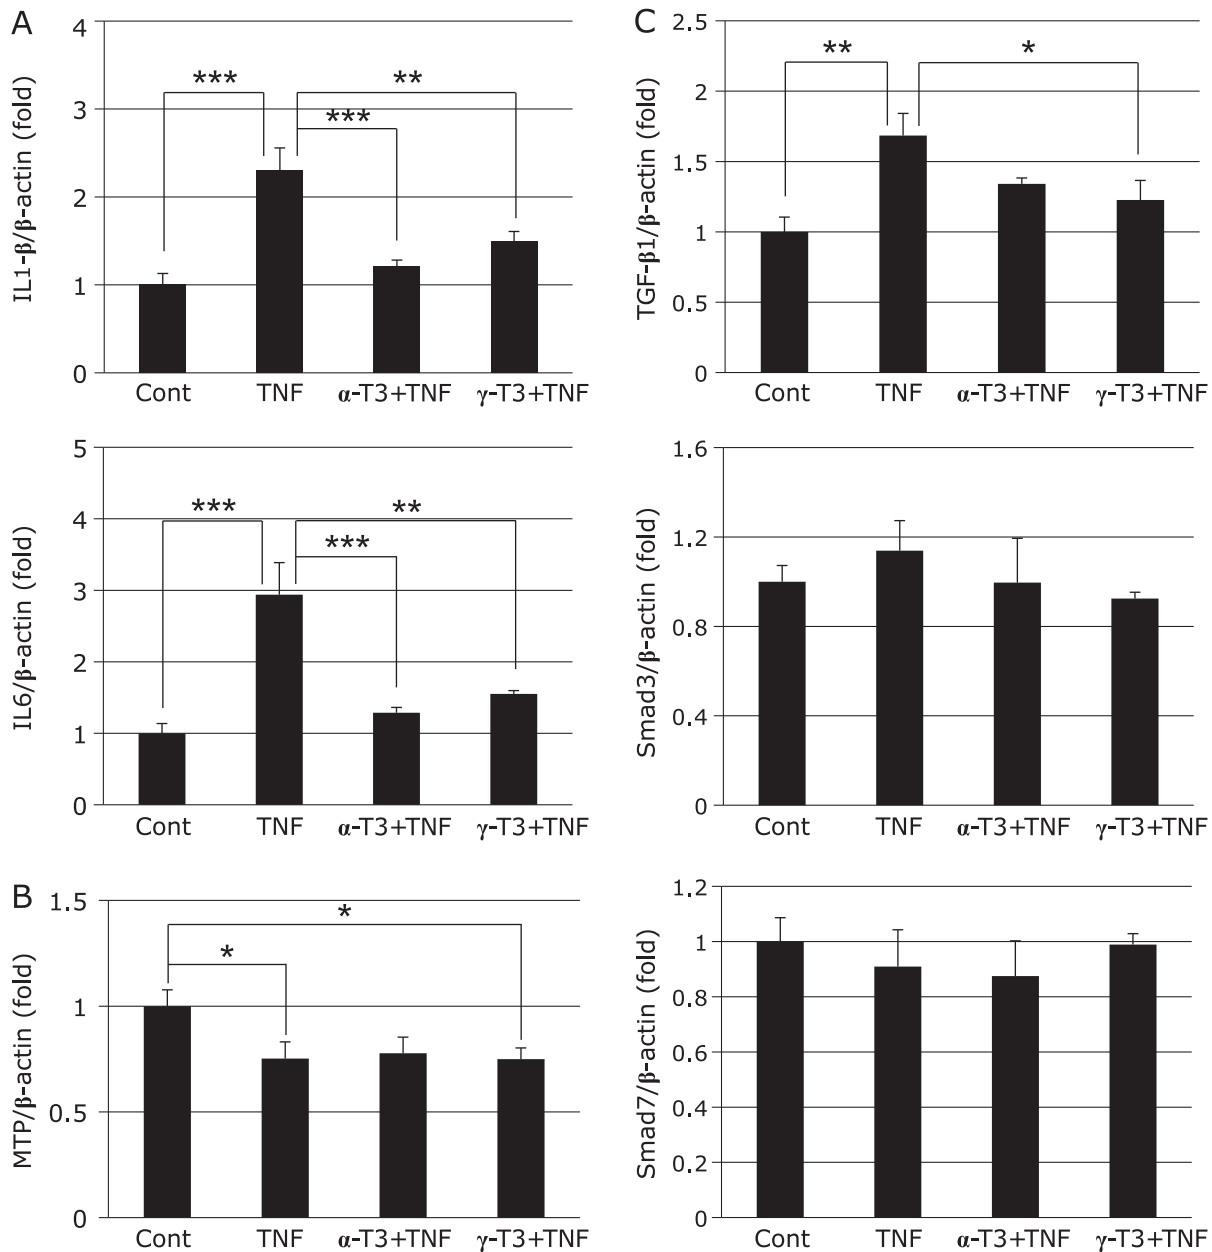 A
IL1-β/β-actin (fold)
4
3
2
1
0
***
**
***
Cont TNF α-T3+TNF γ-T3+TNF
IL6/β-actin (fold)
5
4
3
2
1
0
***
**
***
Cont TNF α-T3+TNF γ-T3+TNF
B
MTP/β-actin (fold)
1.5
1
0.5
0
*
*
Cont TNF α-T3+TNF γ-T3+TNF
C
TGF-β1/β-actin (fold)
2.5
2
1.5
1
0.5
0
**
*
Cont TNF α-T3+TNF γ-T3+TNF
Smad3/β-actin (fold)
1.6
1.2
0.8
0.4
0
Cont TNF α-T3+TNF γ-T3+TNF
Smad7/β-actin (fold)
1.2
1
0.8
0.6
0.4
0.2
0
Cont TNF α-T3+TNF γ-T3+TNF